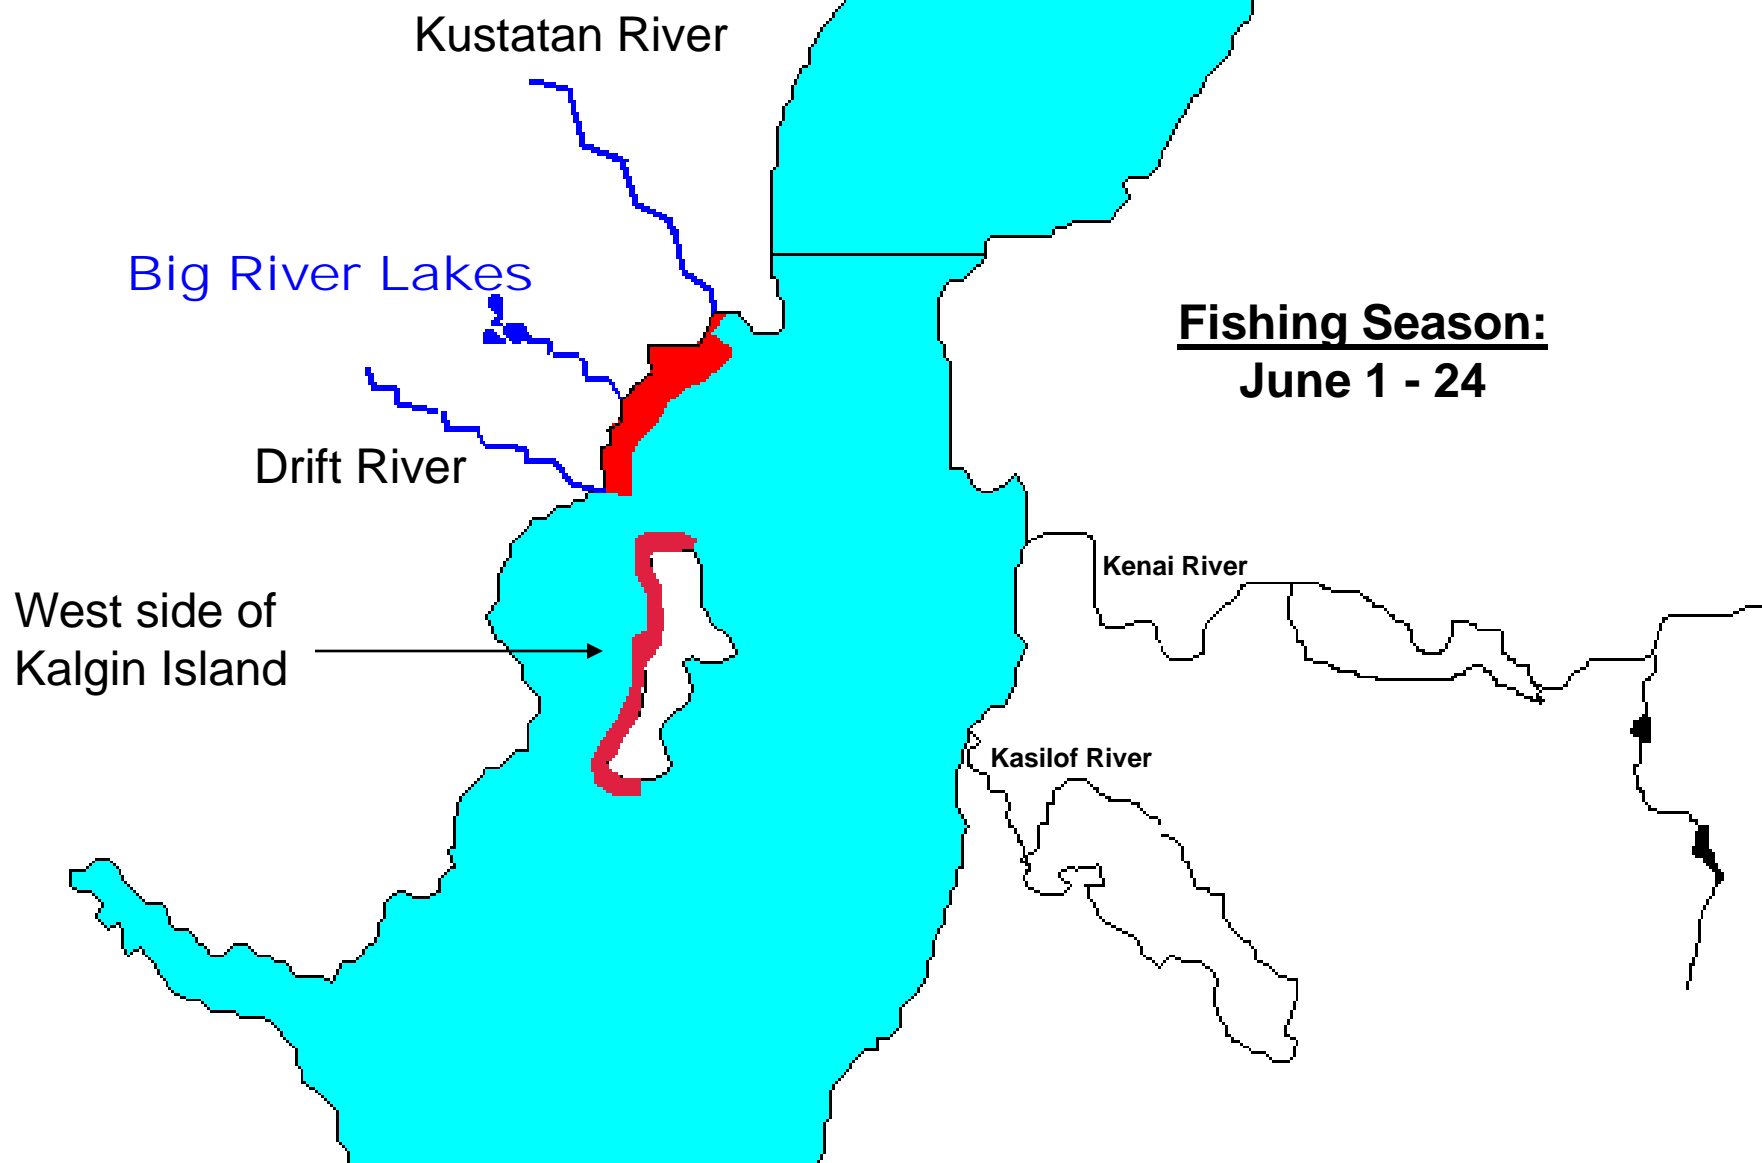 Kustatan River
Big River Lakes
Fishing Season:
June 1 - 24
Drift River
Kenai River
West side of
Kalgin Island
Kasilof River